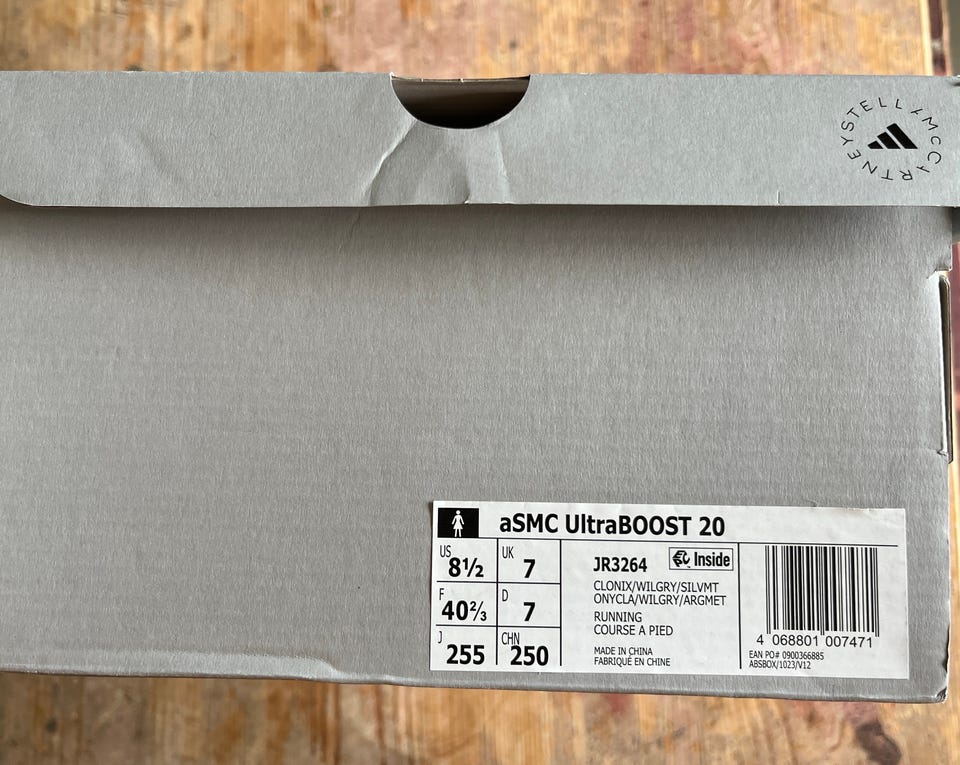 STELLA McCARTNEY
aSMC UltraBOOST 20
US
8½
UK
7
F
40⅔
D
7
J
255
CHN
250
JR3264
Inside
CLONIX/WILGRY/SILVMT
ONYCLA/WILGRY/ARGMET
RUNNING
COURSE A PIED
MADE IN CHINA
FABRIQUÉ EN CHINE
4 068801 007471
EAN PO# 0900366885
ABSBOX/1023/V12